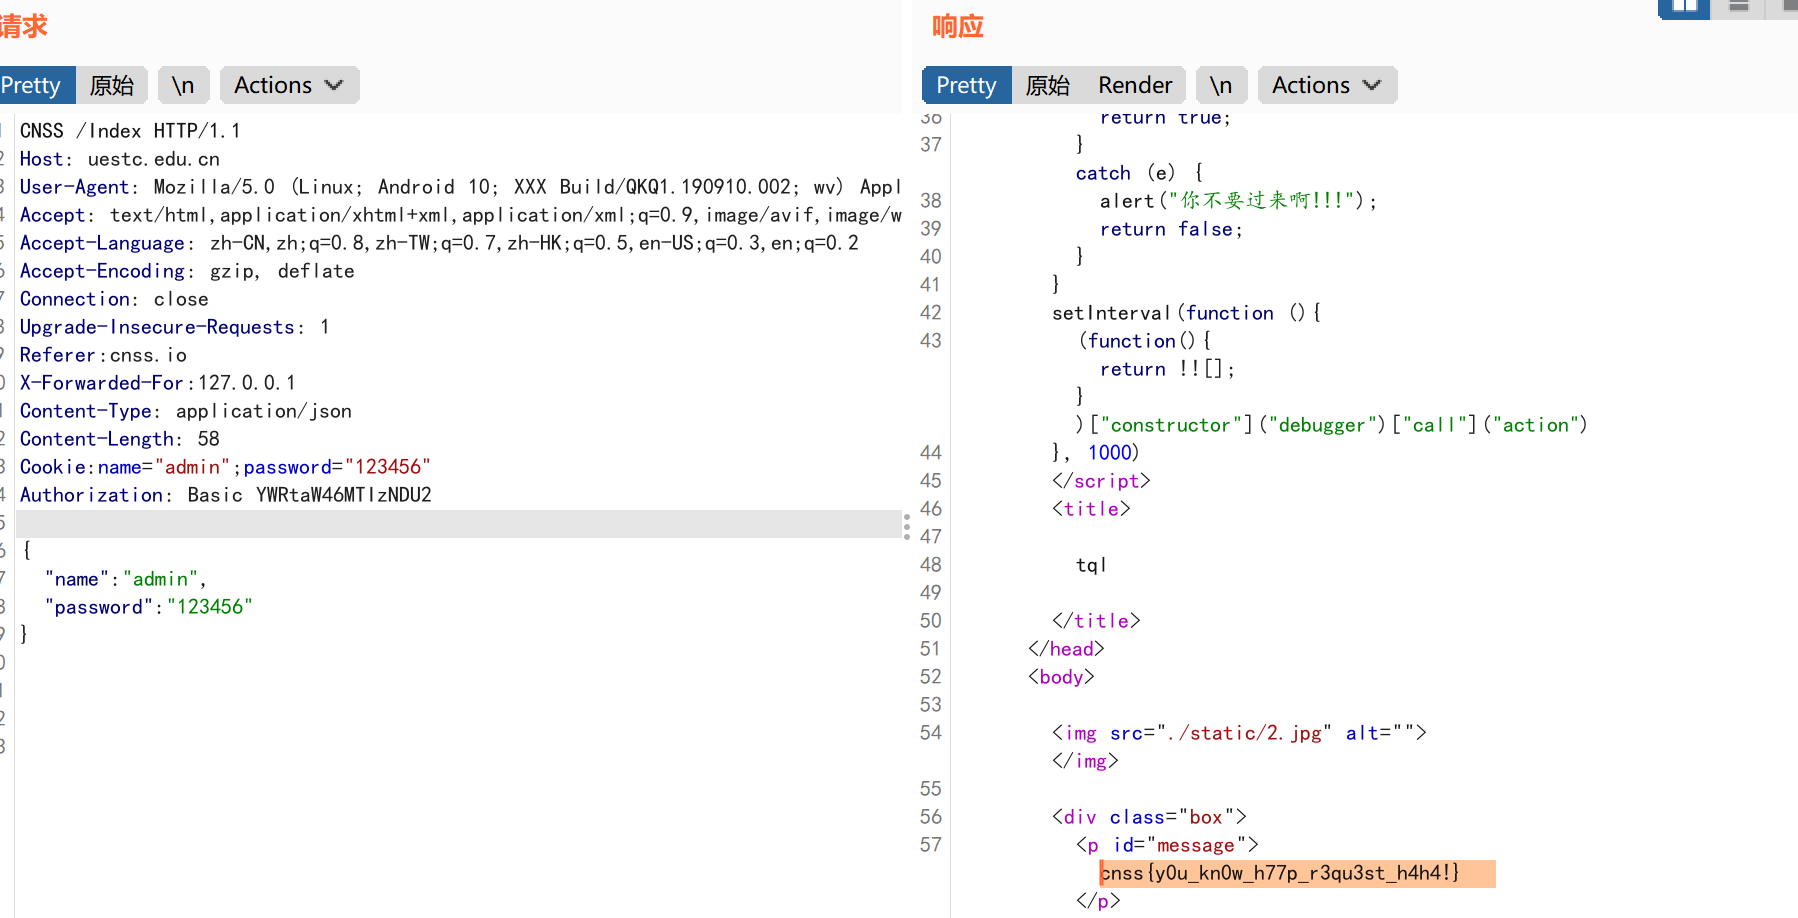 请求
Pretty 原始 \n Actions
CNSS /Index HTTP/1.1
Host: uestc.edu.cn
User-Agent: Mozilla/5.0 (Linux; Android 10; XXX Build/QKQ1.190910.002; wv) Appl
Accept: text/html,application/xhtml+xml,application/xml;q=0.9,image/avif,image/w
Accept-Language: zh-CN,zh;q=0.8,zh-TW;q=0.7,zh-HK;q=0.5,en-US;q=0.3,en;q=0.2
Accept-Encoding: gzip, deflate
Connection: close
Upgrade-Insecure-Requests: 1
Referer:cnss.io
X-Forwarded-For:127.0.0.1
Content-Type: application/json
Content-Length: 58
Cookie:name="admin";password="123456"
Authorization: Basic YWRtaW46MTIzNDU2
{
"name":"admin",
"password":"123456"
}
响应
Pretty 原始 Render \n Actions
36 return true;
37 }
catch (e) {
38 alert("你不要过来啊!!!");
39 return false;
40 }
41 }
42 setInterval(function (){
43 (function(){
return !![];
}
)["constructor"]("debugger")["call"]("action")
44 }, 1000)
45 </script>
46 <title>
47
48 tql
49
50 </title>
51 </head>
52 <body>
53
54 <img src="./static/2.jpg" alt="">
</img>
55
56 <div class="box">
57 <p id="message">
cnss{y0u_kn0w_h77p_r3qu3st_h4h4!}
</p>